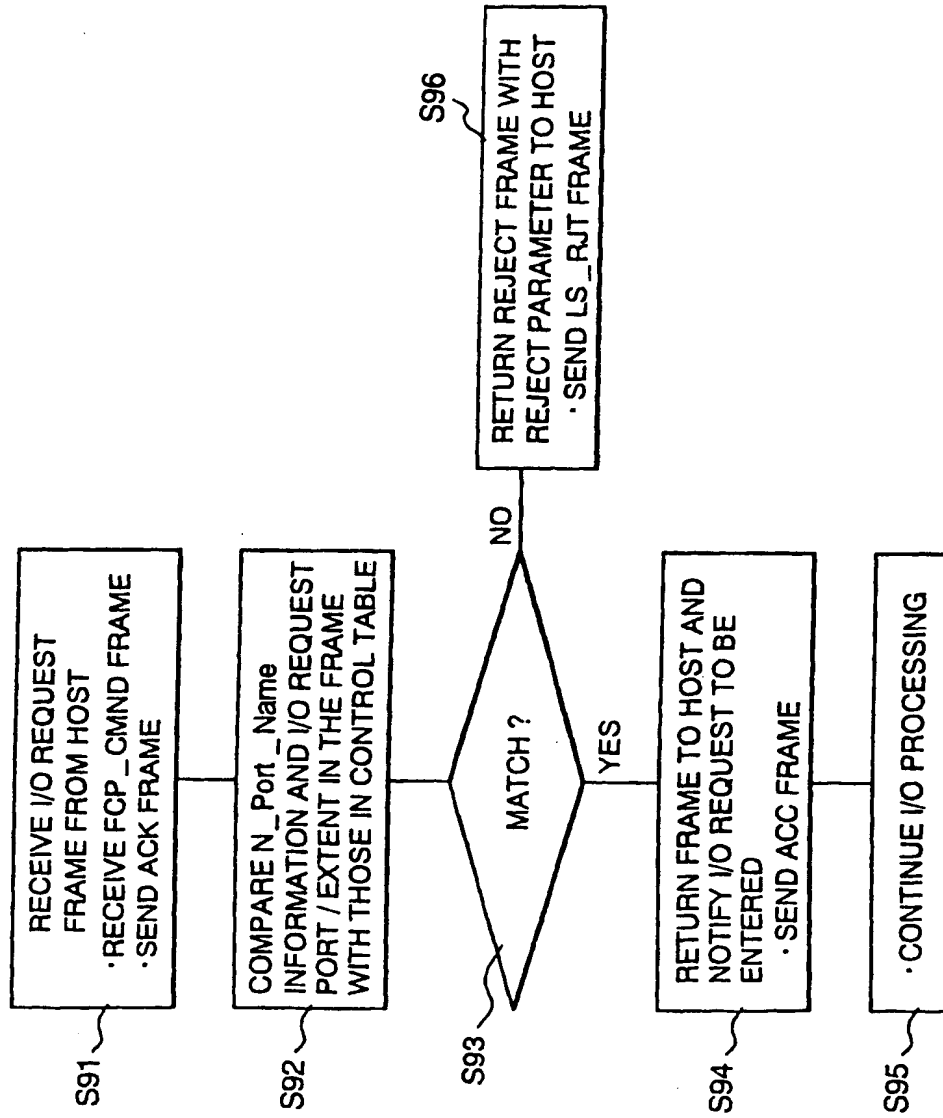 S91
RECEIVE I/O REQUEST
FRAME FROM HOST
·RECEIVE FCP_CMND FRAME
·SEND ACK FRAME
S92
COMPARE N_Port_Name
INFORMATION AND I/O REQUEST
PORT / EXTENT IN THE FRAME
WITH THOSE IN CONTROL TABLE
S93
MATCH ?
NO
YES
S96
RETURN REJECT FRAME WITH
REJECT PARAMETER TO HOST
·SEND LS_RJT FRAME
S94
RETURN FRAME TO HOST AND
NOTIFY I/O REQUEST TO BE
ENTERED
·SEND ACC FRAME
S95
·CONTINUE I/O PROCESSING